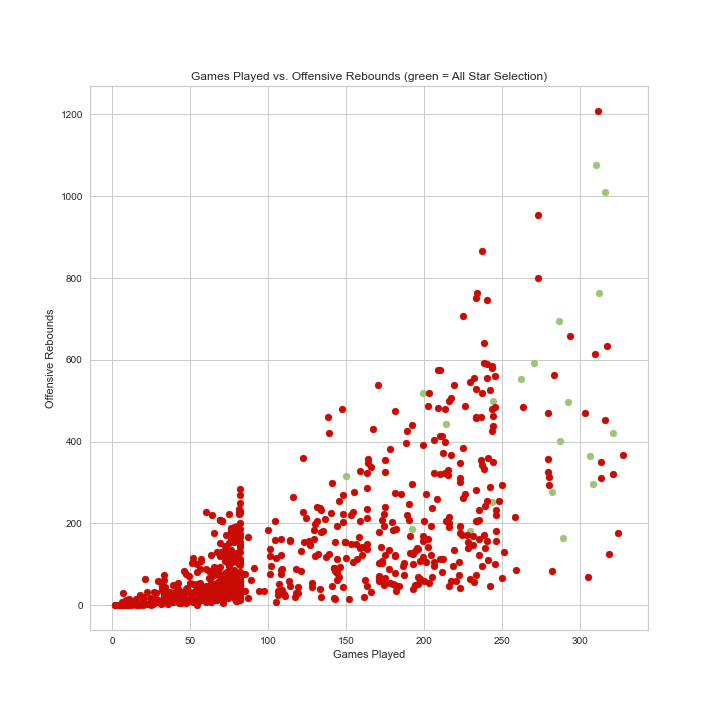 Games Played vs. Offensive Rebounds (green = All Star Selection)
1200
1000
800
600
400
200
0
Offensive Rebounds
0 50 100 150 200 250 300
Games Played